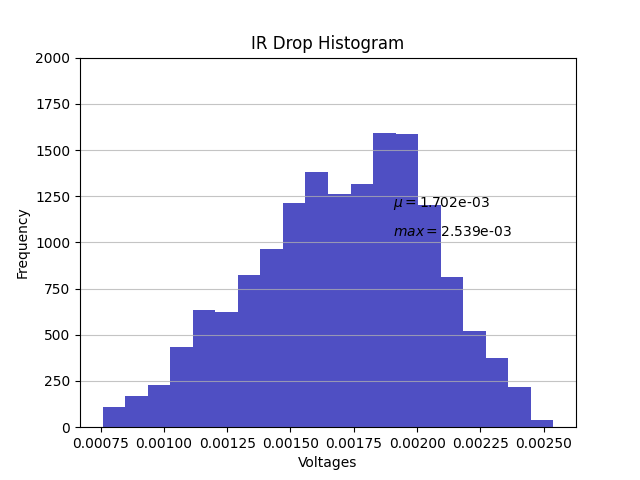 IR Drop Histogram
2000
1750
1500
1250
1000
750
500
250
0
Frequency
μ = 1.702e-03
max = 2.539e-03
0.00075 0.00100 0.00125 0.00150 0.00175 0.00200 0.00225 0.00250
Voltages